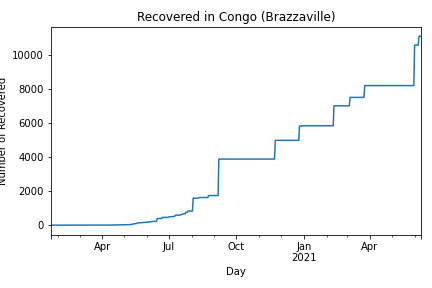 Recovered in Congo (Brazzaville)
Number of Recovered
10000
8000
6000
4000
2000
0
Apr
Jul
Oct
Jan
2021
Apr
Day